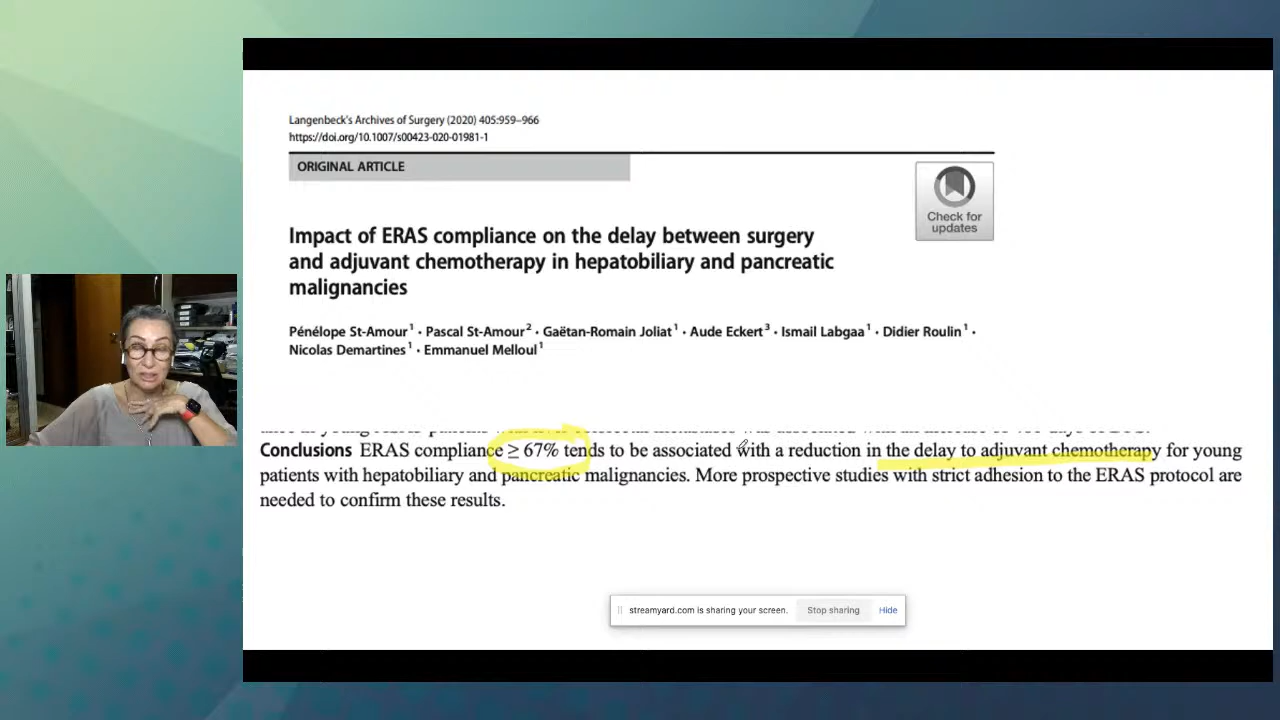 Langenbeck's Archives of Surgery (2020) 405:959–966
https://doi.org/10.1007/s00423-020-01981-1
ORIGINAL ARTICLE
Check for
updates
Impact of ERAS compliance on the delay between surgery
and adjuvant chemotherapy in hepatobiliary and pancreatic
malignancies
Pénélope St-Amour1 · Pascal St-Amour2 · Gaëtan-Romain Joliat1 · Aude Eckert3 · Ismail Labgaa1 · Didier Roulin1 ·
Nicolas Demartines1 · Emmanuel Melloul1
Conclusions ERAS compliance ≥ 67% tends to be associated with a reduction in the delay to adjuvant chemotherapy for young
patients with hepatobiliary and pancreatic malignancies. More prospective studies with strict adhesion to the ERAS protocol are
needed to confirm these results.
streamyard.com is sharing your screen. Stop sharing Hide